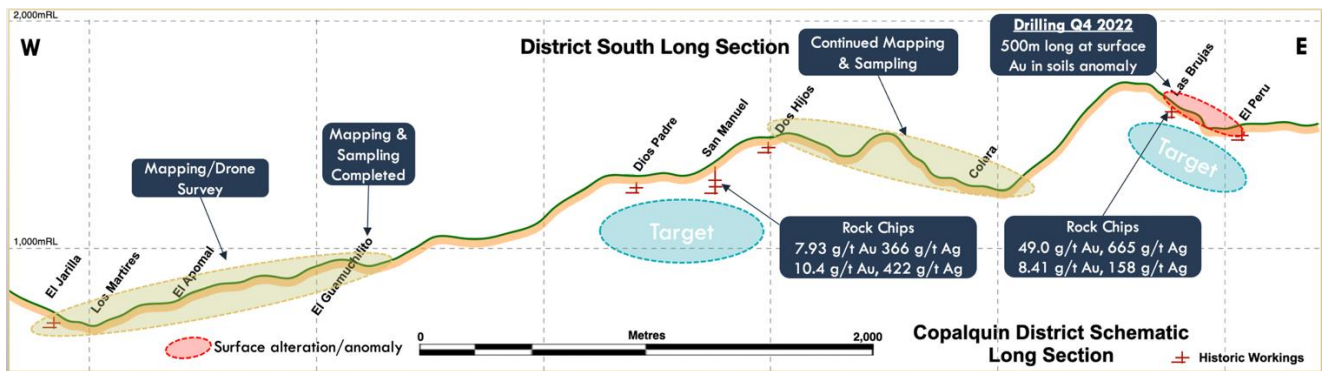 2,000mRL
W
District South Long Section
Continued Mapping
& Sampling
Drilling Q4 2022
500m long at surface
Au in soils anomaly
E
Las Brujas
El Peru
Dos Hijos
San Manuel
Dios Padre
Colera
Mapping &
Sampling
Completed
Mapping/Drone
Survey
Target
Target
Rock Chips
7.93 g/t Au 366 g/t Ag
10.4 g/t Au, 422 g/t Ag
Rock Chips
49.0 g/t Au, 665 g/t Ag
8.41 g/t Au, 158 g/t Ag
1,000mRL
El Jarilla
Los Martires
El Apomal
El Guamuchilito
0
Metres
2,000
Surface alteration/anomaly
Copalquin District Schematic
Long Section
Historic Workings